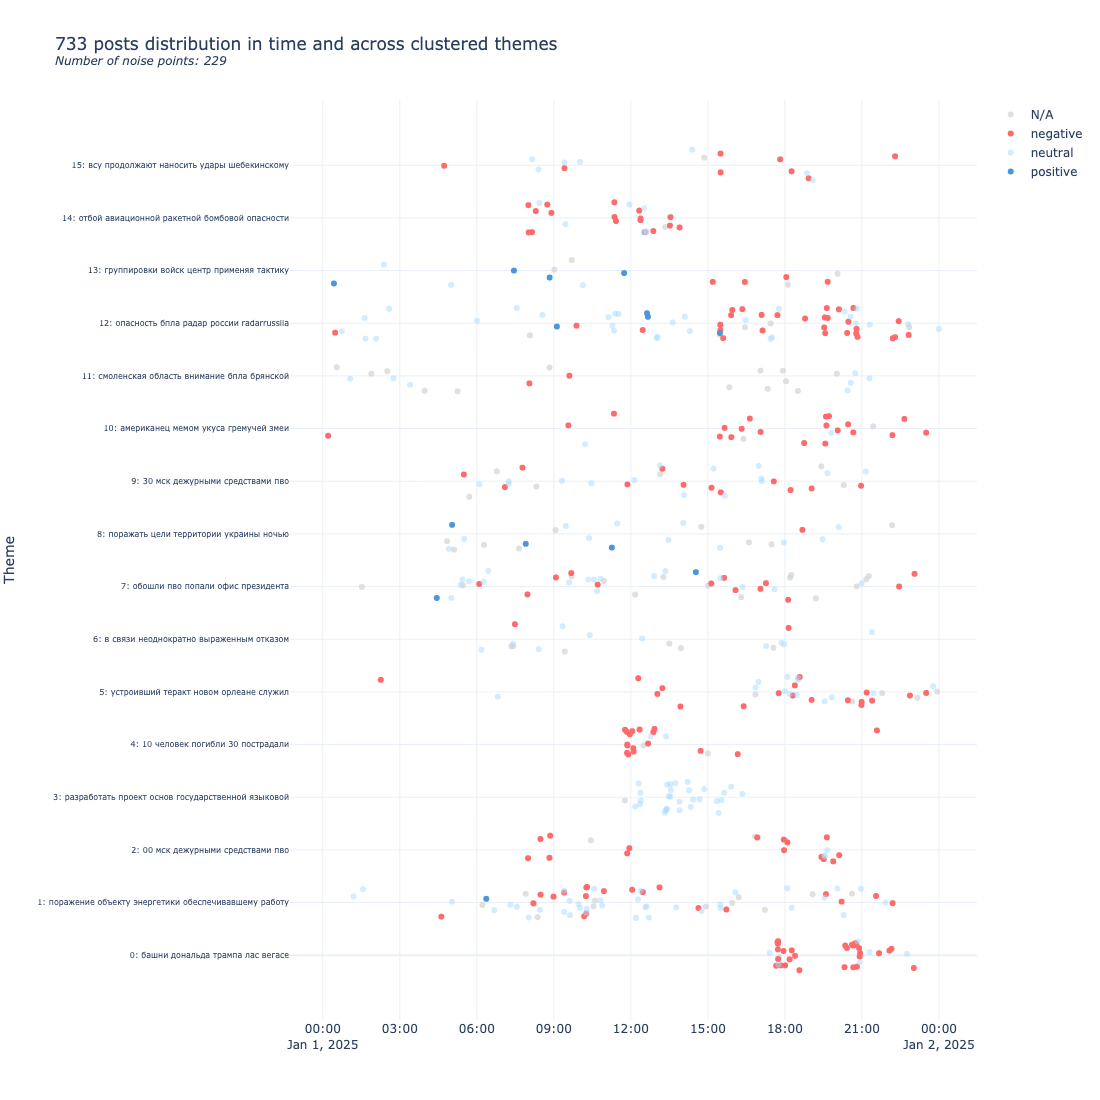 733 posts distribution in time and across clustered themes
Number of noise points: 229
N/A
negative
neutral
positive
Theme
15: всу продолжают наносить удары шебекинскому
14: отбой авиационной ракетной бомбовой опасности
13: группировки войск центр применяя тактику
12: опасность бпла радар россии radarrussiia
11: смоленская область внимание бпла брянской
10: американец мемом укуса гремучей змеи
9: 30 мск дежурными средствами пво
8: поражать цели территории украины ночью
7: обошли пво попали офис президента
6: в связи неоднократно выраженным отказом
5: устроивший теракт новом орлеане служил
4: 10 человек погибли 30 пострадали
3: разработать проект основ государственной языковой
2: 00 мск дежурными средствами пво
1: поражение объекту энергетики обеспечивавшему работу
0: башни дональда трампа лас вегасе
00:00 03:00 06:00 09:00 12:00 15:00 18:00 21:00 00:00
Jan 1, 2025 Jan 2, 2025